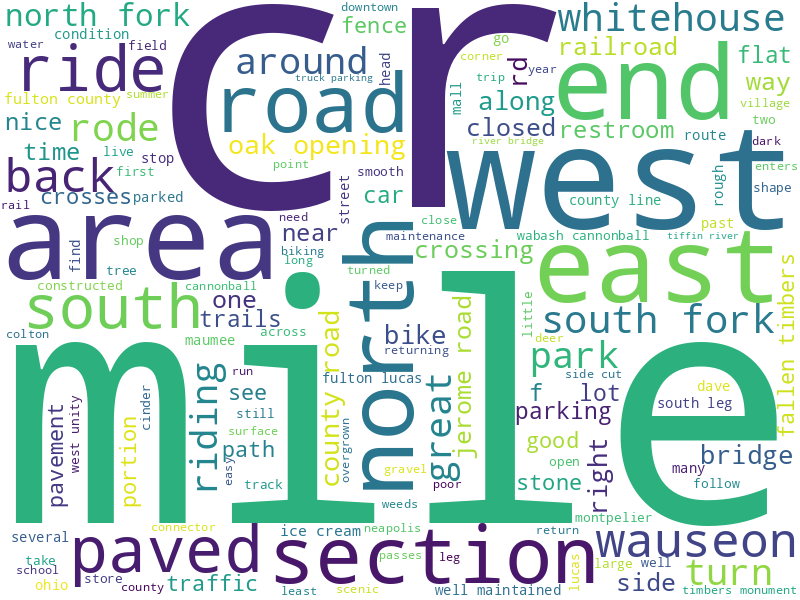 north fork
downtown
cr
whitehouse
condition
fence
go
water
field
ride
around
head
corner
railroad
flat
truck parking
trip
year
rd
end
way
fulton county
summer
road
mall
along
village
nice
rode
closed
restroom
route
two
oak opening
river bridge
dark
time
live
stop
point
smooth
west
enters
back
first
crosses
parked
car
county line
rough
shape
rail
area
street
need
close
past
near
maintenance
wabash cannonball
tiffin river
find
shop
biking
north
crossing
east
tree
long
turned
constructed
cannonball
mile
keep
south
one
trails
across
county road
bike
jerome road
little
south fork
fallen timbers
colton
maumee
returning
deer
run
park
see
fulton lucas
great
side cut
riding
f
lot
dave
pavement
west unity
portion
cinder
still
overgrown
parking
south leg
surface
path
good
right
bridge
easy
track
gravel
poor
open
many
stone
follow
weeds
montpelier
several
connector
ice cream
neapolis
return
wauseon
take
paved
section
passes
leg
school
store
large
well
turn
ohio
county
traffic
least
scenic
well maintained
lucas
side
timbers monument